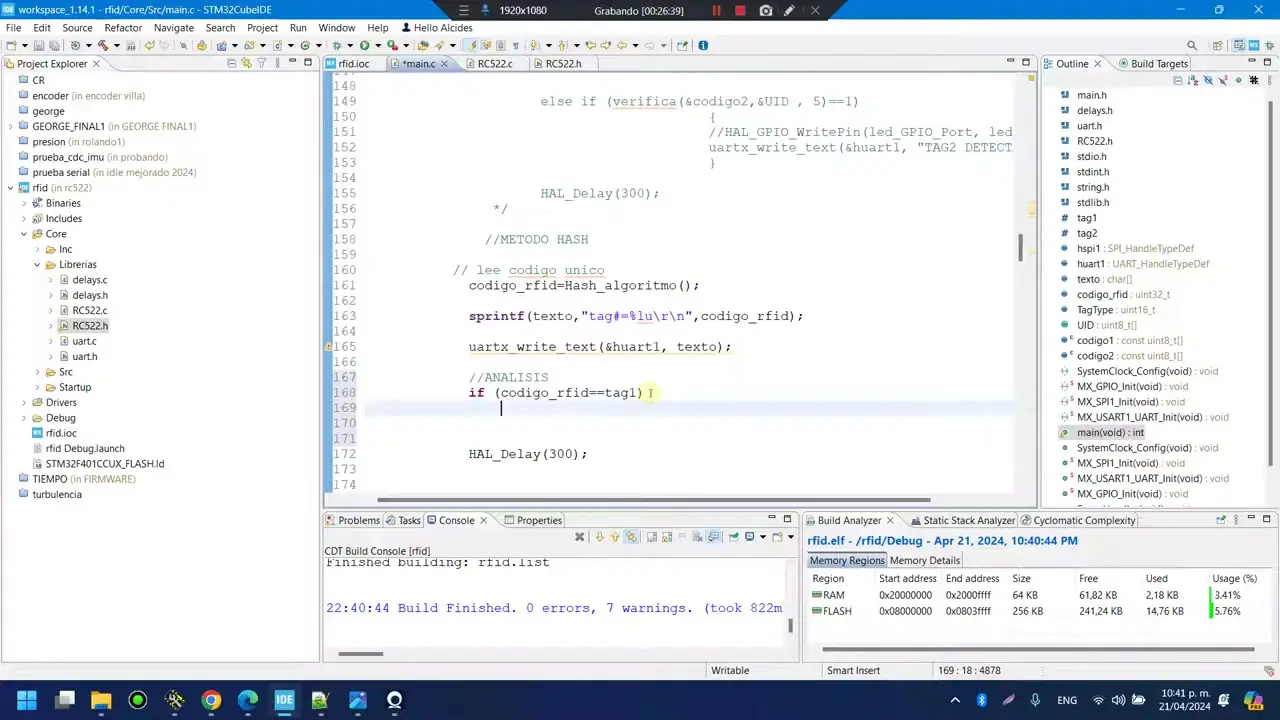 workspace_1.14.1 - rfid/Core/Src/main.c - STM32CubeIDE
1920x1080
Grabando (00:26:39)
File Edit Source Refactor Navigate Search Project Run Window Help Hello Alcides
Project Explorer
CR
encoder (in encoder villa)
george
GEORGE_FINAL1 (in GEORGE FINAL1)
presion (in rolando1)
prueba_cdc_imu (in probando)
prueba serial (in idle mejorado 2024)
rfid (in rc522)
Binaries
Includes
Core
Inc
Librerias
delays.c
delays.h
RC522.c
RC522.h
uart.c
uart.h
Src
Startup
Drivers
Debug
rfid.ioc
rfid Debug.launch
STM32F401CCUX_FLASH.ld
TIEMPO (in FIRMWARE)
turbulencia
rfid.ioc *main.c RC522.c RC522.h
148
149 else if (verifica(&codigo2,&UID , 5)==1)
150 {
151 //HAL_GPIO_WritePin(led_GPIO_Port, led
152 uartx_write_text(&huart1, "TAG2 DETECT
153 }
154
155 HAL_Delay(300);
156 */
157
158 //METODO HASH
159
160 // lee codigo unico
161 codigo_rfid=Hash_algoritmo();
162
163 sprintf(texto,"tag#=%lu\r\n",codigo_rfid);
164
165 uartx_write_text(&huart1, texto);
166
167 //ANALISIS
168 if (codigo_rfid==tag1)
169
170
171
172 HAL_Delay(300);
173
174
Outline Build Targets
main.h
delays.h
uart.h
RC522.h
stdio.h
stdint.h
string.h
stdlib.h
tag1
tag2
hspi1 : SPI_HandleTypeDef
huart1 : UART_HandleTypeDef
texto : char[]
codigo_rfid : uint32_t
TagType : uint16_t
UID : uint8_t[]
codigo1 : const uint8_t[]
codigo2 : const uint8_t[]
SystemClock_Config(void) : void
MX_GPIO_Init(void) : void
MX_SPI1_Init(void) : void
MX_USART1_UART_Init(void) : void
main(void) : int
SystemClock_Config(void) : void
MX_SPI1_Init(void) : void
MX_USART1_UART_Init(void) : void
MX_GPIO_Init(void) : void
Problems Tasks Console Properties
CDT Build Console [rfid]
Finished building: rfid.list
22:40:44 Build Finished. 0 errors, 7 warnings. (took 822m
Build Analyzer Static Stack Analyzer Cyclomatic Complexity
rfid.elf - /rfid/Debug - Apr 21, 2024, 10:40:44 PM
Memory Regions Memory Details
Region Start address End address Size Free Used Usage (%)
RAM 0x20000000 0x2000ffff 64 KB 61,82 KB 2,18 KB 3.41%
FLASH 0x08000000 0x0803ffff 256 KB 241,24 KB 14,76 KB 5.76%
Writable Smart Insert 169 : 18 : 4878
IDE
ENG
10:41 p. m.
21/04/2024